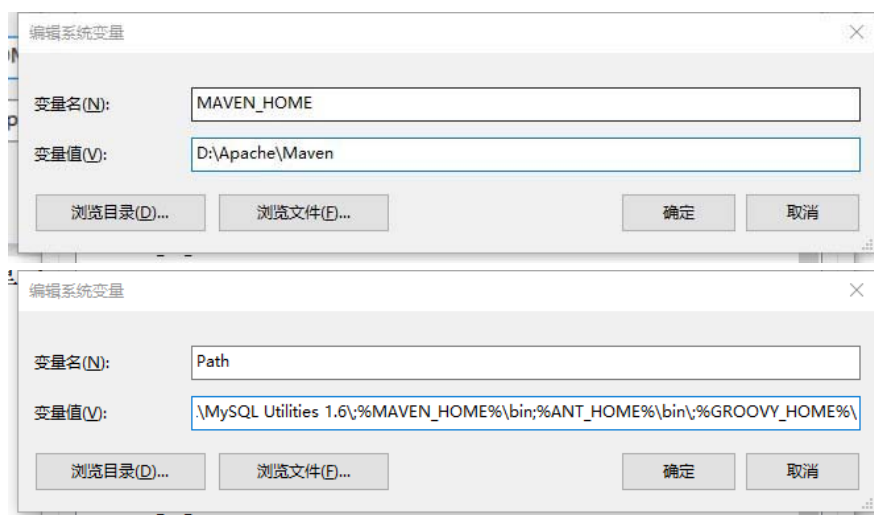 编辑系统变量
变量名(N):
MAVEN_HOME
变量值(V):
D:\Apache\Maven
浏览目录(D)...
浏览文件(F)...
确定
取消
编辑系统变量
变量名(N):
Path
变量值(V):
.\MySQL Utilities 1.6\;%MAVEN_HOME%\bin;%ANT_HOME%\bin\;%GROOVY_HOME%\
浏览目录(D)...
浏览文件(F)...
确定
取消